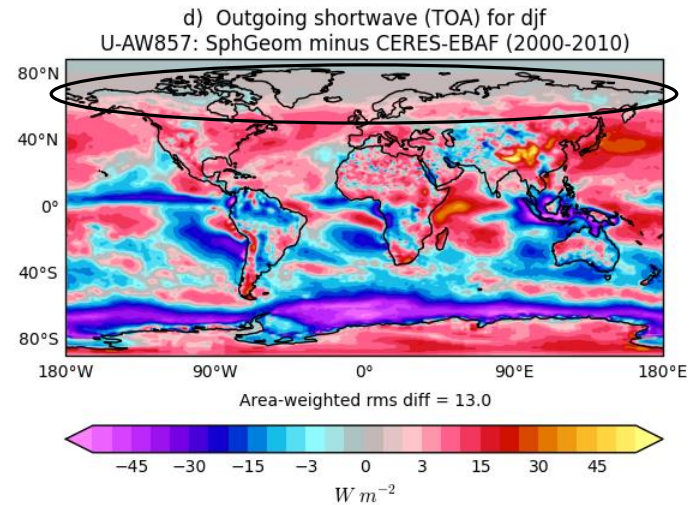 d)  Outgoing shortwave (TOA) for djf
U-AW857: SphGeom minus CERES-EBAF (2000-2010)
80°N
40°N
0°
40°S
80°S
180°W 90°W 0° 90°E 180°E
Area-weighted rms diff = 13.0
−45 −30 −15 −3 0 3 15 30 45
W m⁻²